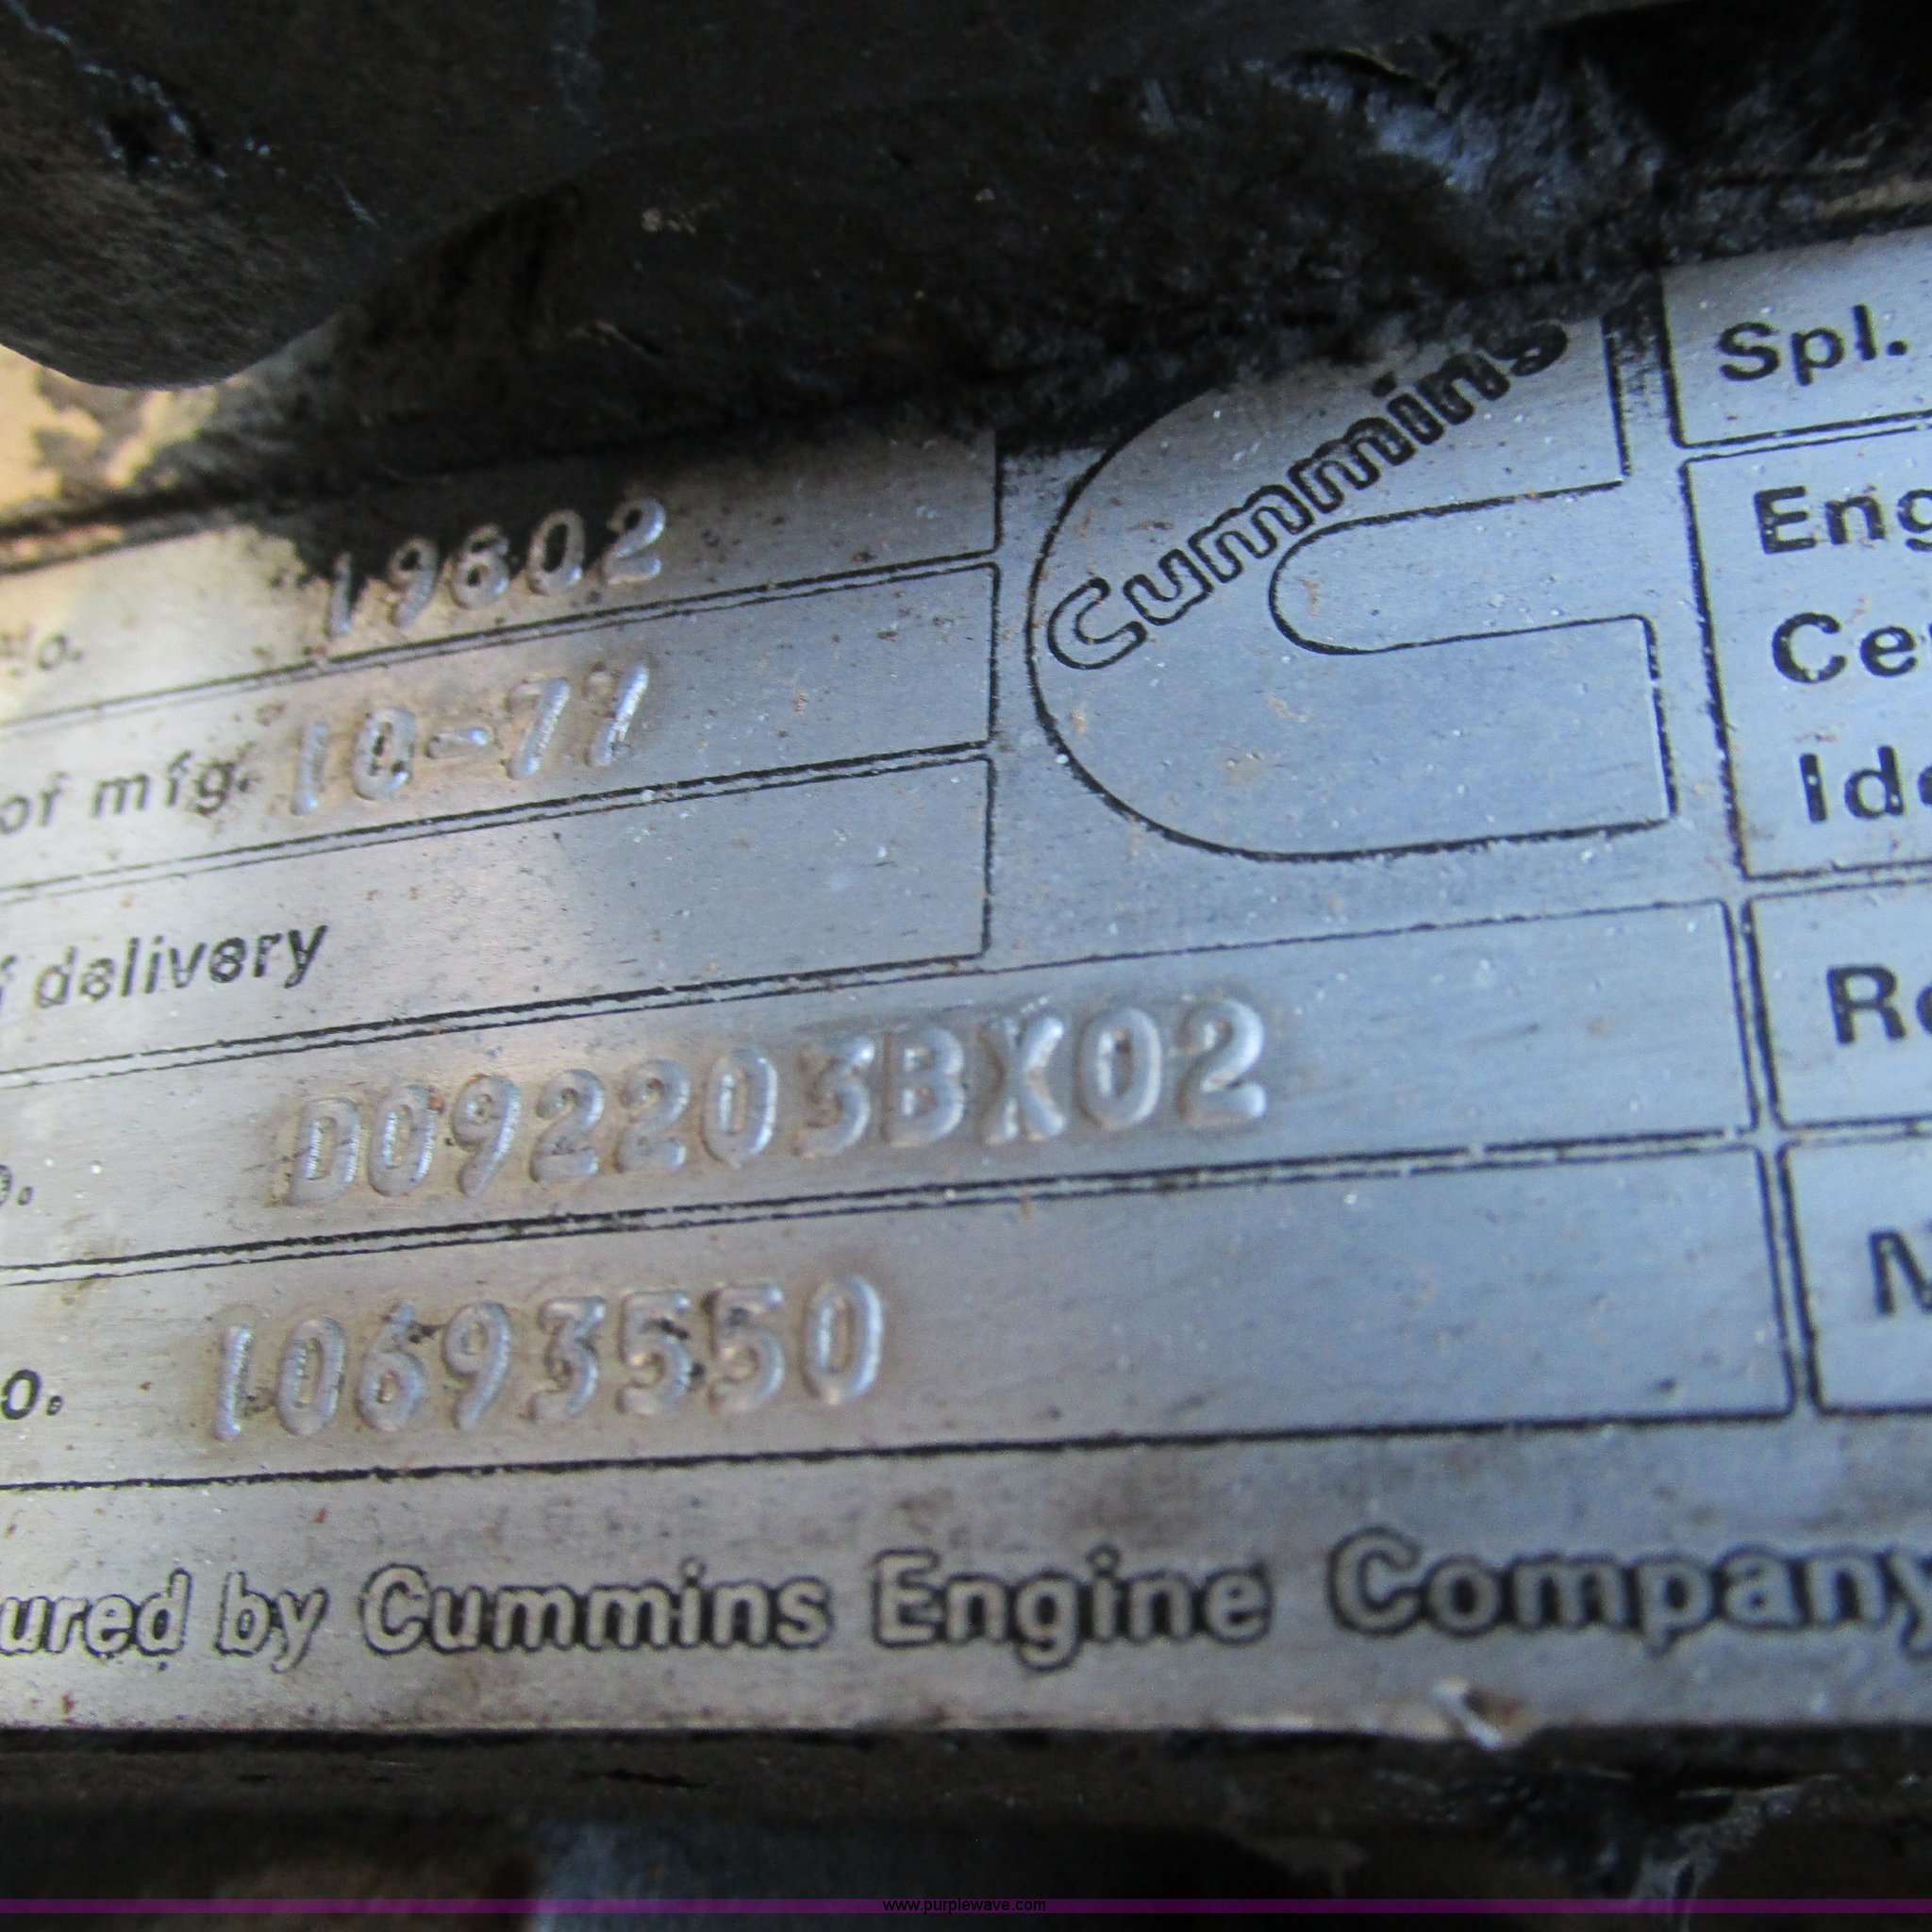 No. 19602
of mfg. 10-77
f delivery
D092203BX02
o. 10693550
Cummins
Spl.
Eng
Ce
Ide
Re
M
ured by Cummins Engine Company
www.purplewave.com